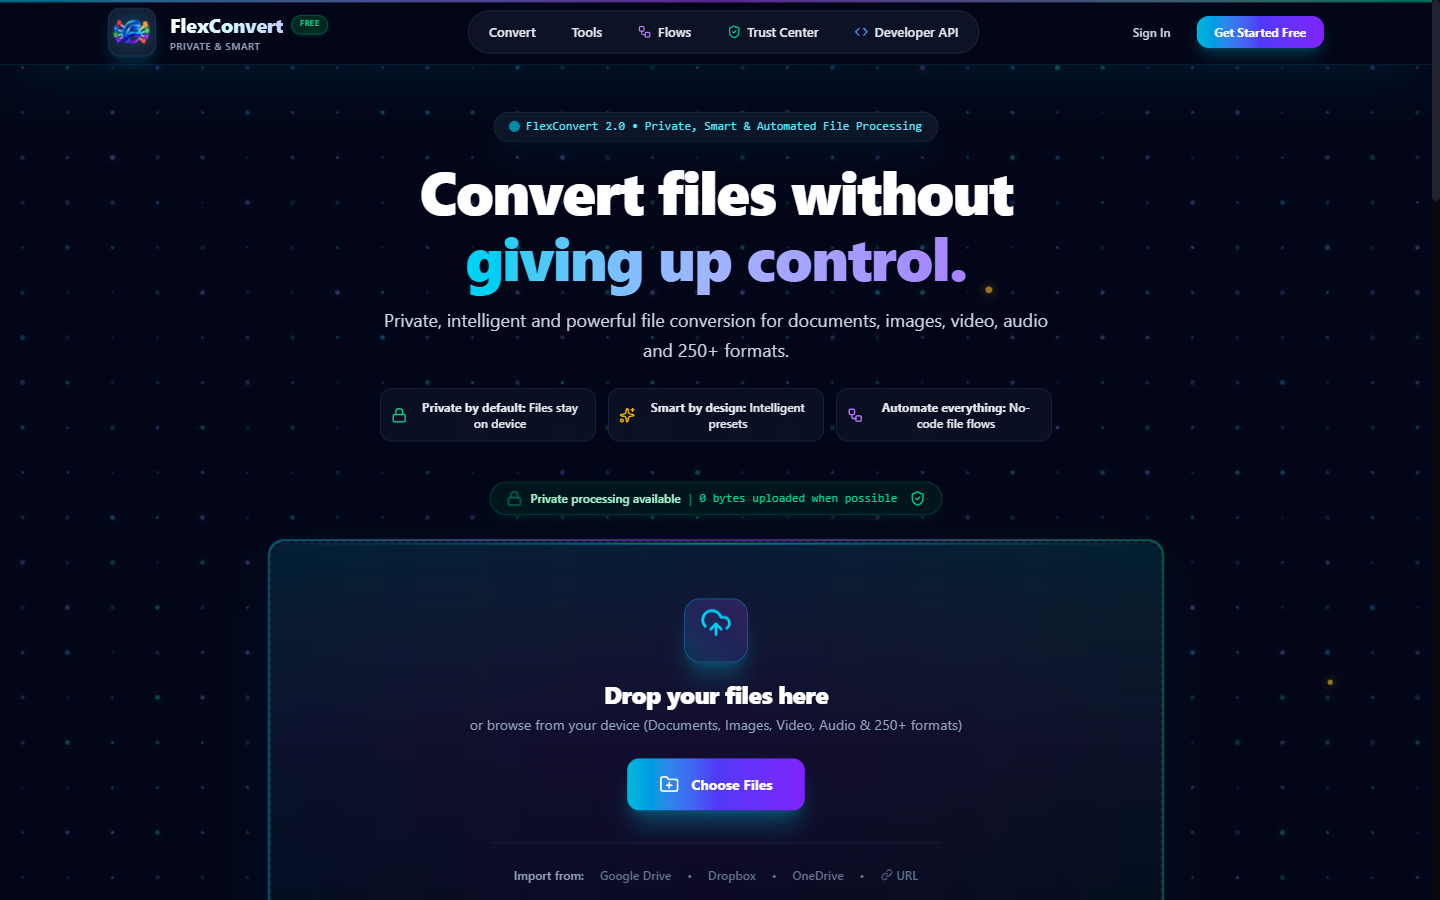 FlexConvert FREE
PRIVATE & SMART
Convert Tools Flows Trust Center Developer API
Sign In Get Started Free
FlexConvert 2.0 • Private, Smart & Automated File Processing
Convert files without
giving up control.
Private, intelligent and powerful file conversion for documents, images, video, audio
and 250+ formats.
Private by default: Files stay
on device
Smart by design: Intelligent
presets
Automate everything: No-
code file flows
Private processing available | 0 bytes uploaded when possible
Drop your files here
or browse from your device (Documents, Images, Video, Audio & 250+ formats)
Choose Files
Import from: Google Drive • Dropbox • OneDrive • URL